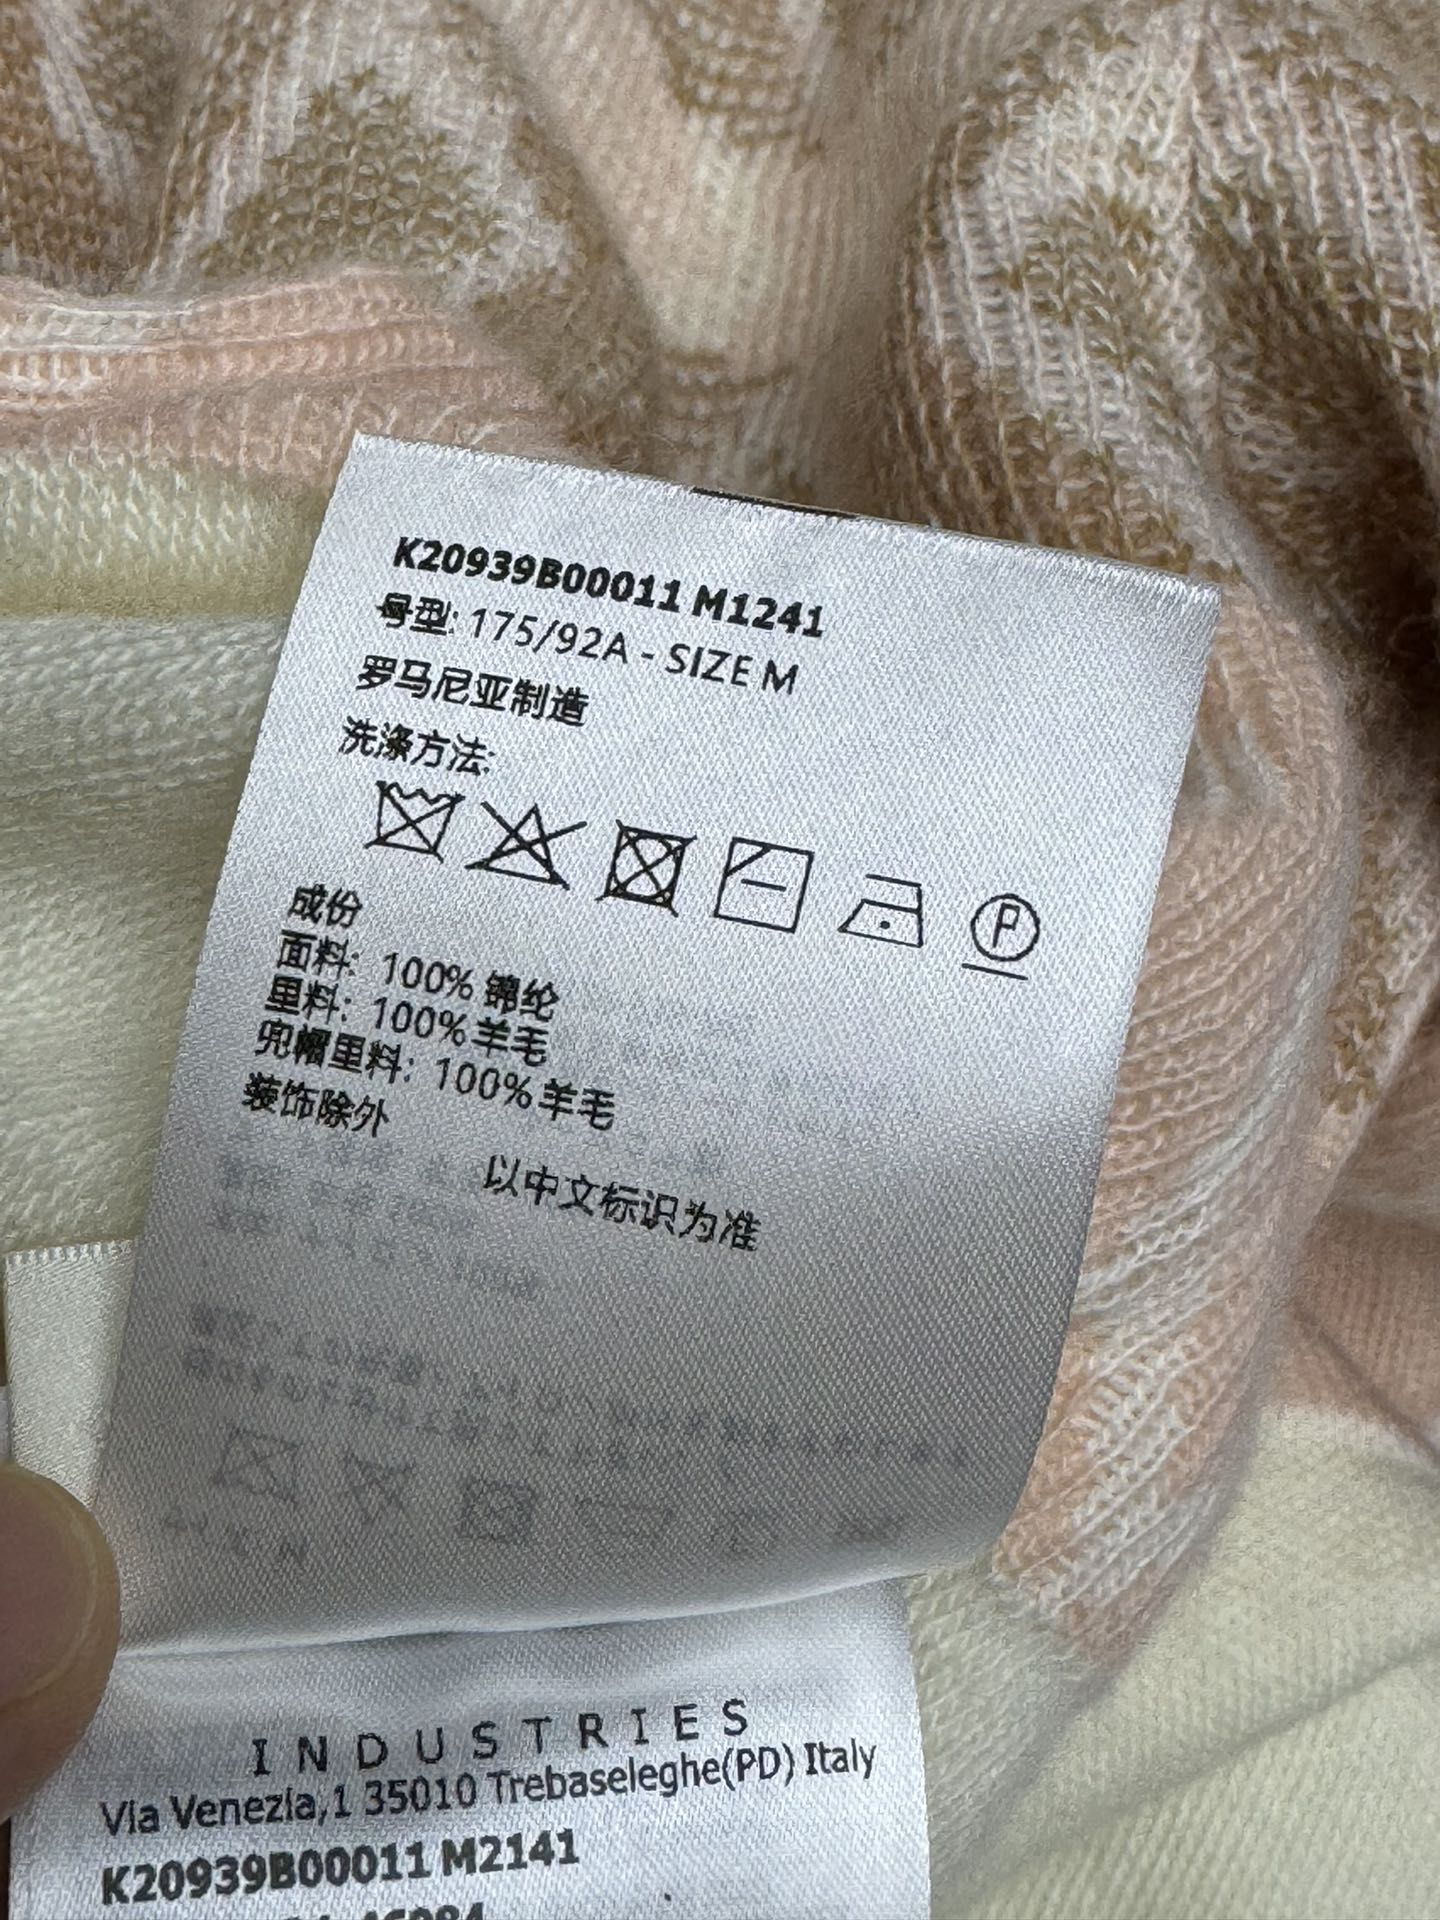 K20939B00011 M1241
号型: 175/92A - SIZE M
罗马尼亚制造
洗涤方法:
P
成份
面料: 100% 锦纶
里料: 100% 羊毛
兜帽里料: 100% 羊毛
装饰除外
以中文标识为准
INDUSTRIES
Via Venezia,1 35010 Trebaseleghe(PD) Italy
K20939B00011 M2141